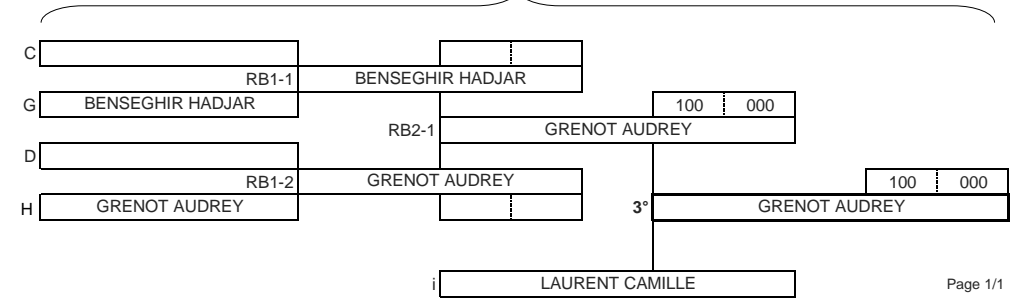 C
RB1-1 BENSEGHIR HADJAR
G BENSEGHIR HADJAR 100 000
RB2-1 GRENOT AUDREY
D
RB1-2 GRENOT AUDREY 100 000
H GRENOT AUDREY 3° GRENOT AUDREY
i LAURENT CAMILLE Page 1/1